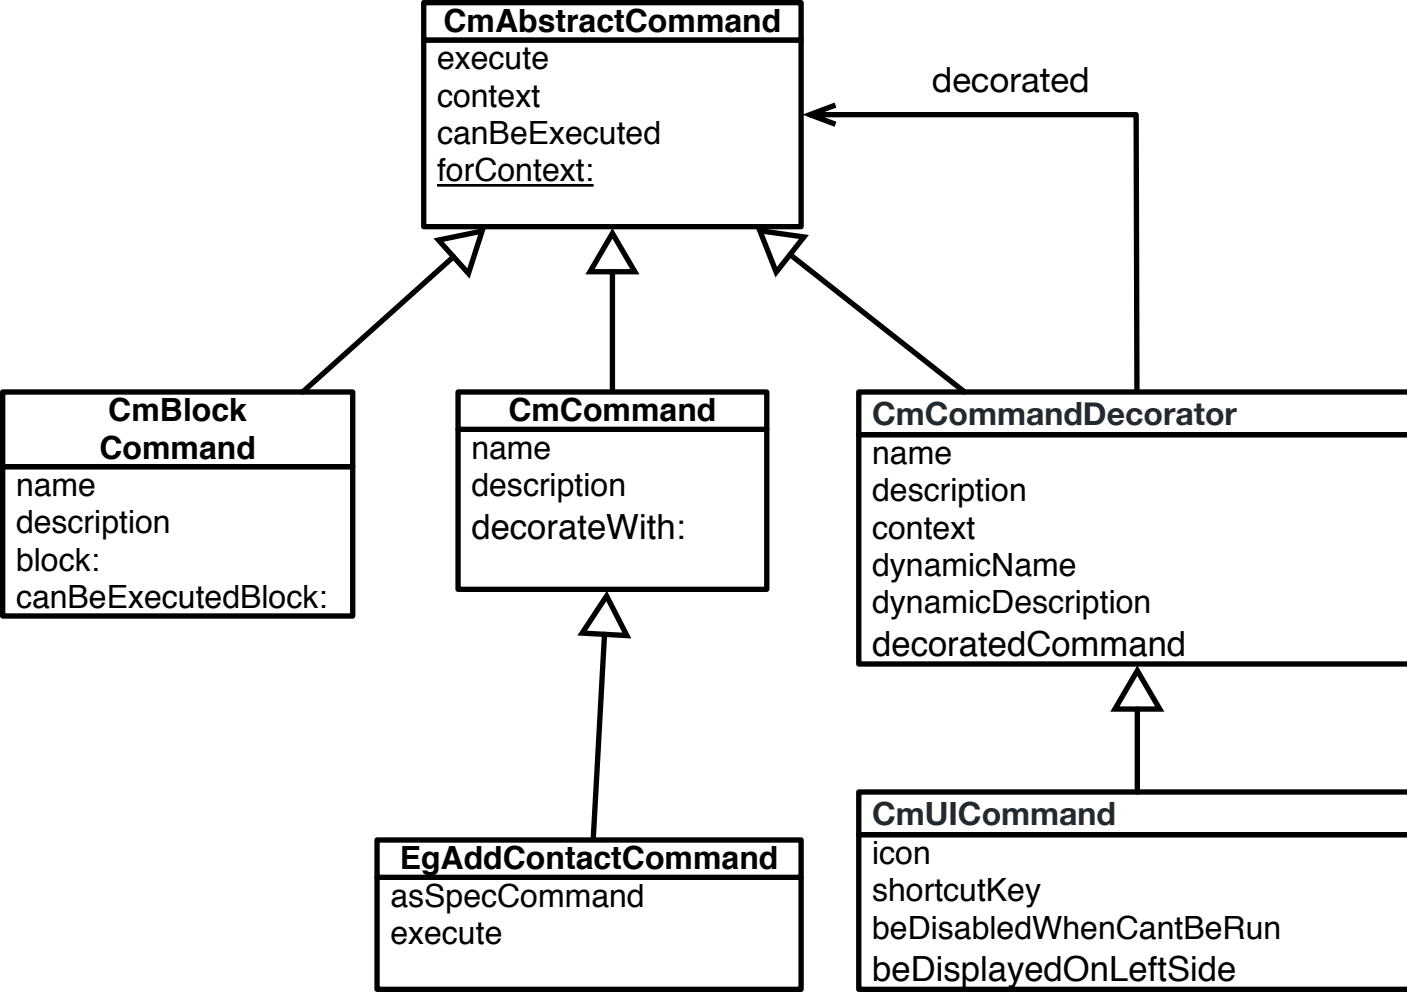 CmAbstractCommand
execute
context
canBeExecuted
forContext:
decorated
CmBlock
Command
name
description
block:
canBeExecutedBlock:
CmCommand
name
description
decorateWith:
CmCommandDecorator
name
description
context
dynamicName
dynamicDescription
decoratedCommand
EgAddContactCommand
asSpecCommand
execute
CmUICommand
icon
shortcutKey
beDisabledWhenCantBeRun
beDisplayedOnLeftSide